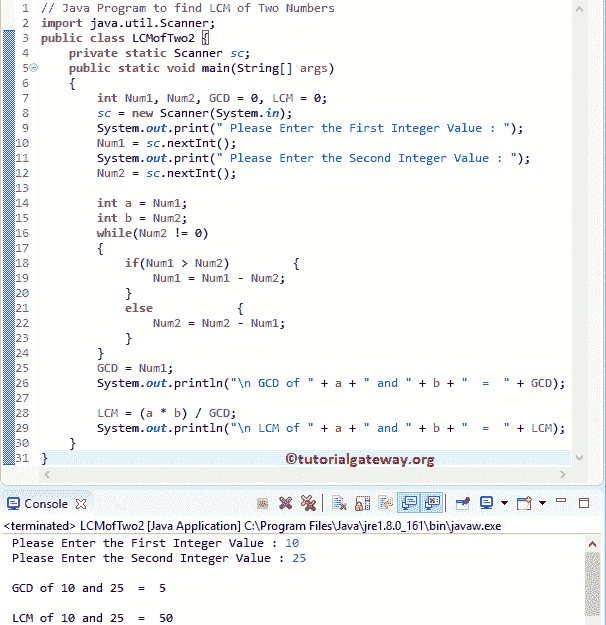 1 // Java Program to find LCM of Two Numbers
2 import java.util.Scanner;
3 public class LCMofTwo2 {
4     private static Scanner sc;
5     public static void main(String[] args)
6     {
7         int Num1, Num2, GCD = 0, LCM = 0;
8         sc = new Scanner(System.in);
9         System.out.print(" Please Enter the First Integer Value : ");
10         Num1 = sc.nextInt();
11         System.out.print(" Please Enter the Second Integer Value : ");
12         Num2 = sc.nextInt();
13
14         int a = Num1;
15         int b = Num2;
16         while(Num2 != 0)
17         {
18             if(Num1 > Num2)         {
19                 Num1 = Num1 - Num2;
20             }
21             else            {
22                 Num2 = Num2 - Num1;
23             }
24         }
25         GCD = Num1;
26         System.out.println("\n GCD of " + a + " and " + b + "  =  " + GCD);
27
28         LCM = (a * b) / GCD;
29         System.out.println("\n LCM of " + a + " and " + b + "  =  " + LCM);
30     }
31 }
©tutorialgateway.org
Console
<terminated> LCMofTwo2 [Java Application] C:\Program Files\Java\jre1.8.0_161\bin\javaw.exe
Please Enter the First Integer Value : 10
Please Enter the Second Integer Value : 25
GCD of 10 and 25  =  5
LCM of 10 and 25  =  50